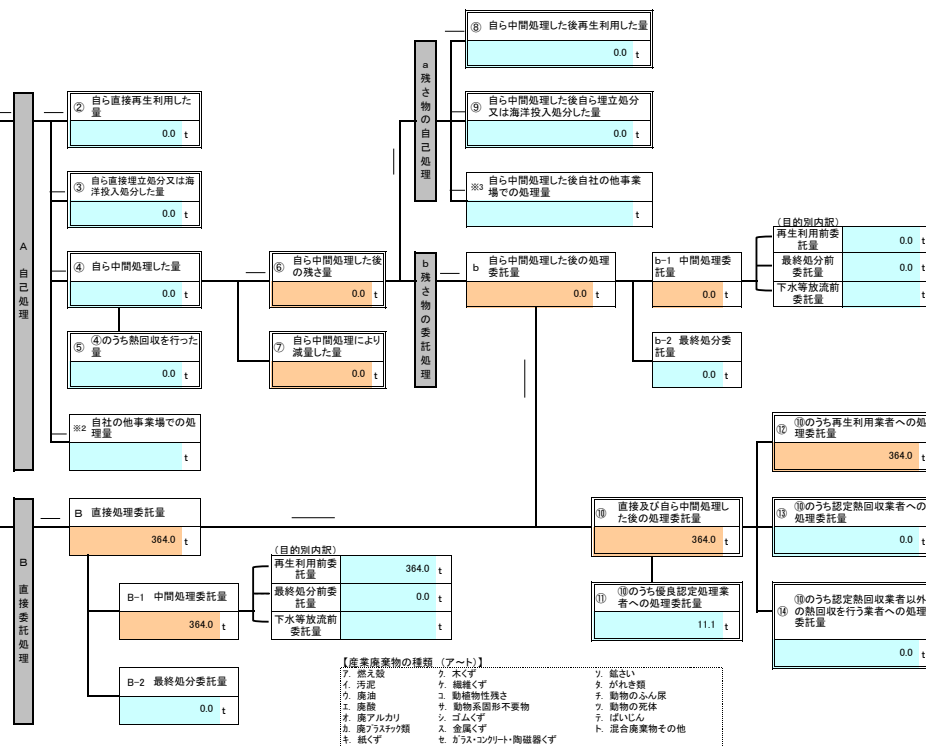 ⑧ 自ら中間処理した後再生利用した量
0.0 t
a 残さ物の自己処理
② 自ら直接再生利用した
量
0.0 t
⑨ 自ら中間処理した後自ら埋立処分
又は海洋投入処分した量
0.0 t
③ 自ら直接埋立処分又は海
洋投入処分した量
0.0 t
※3 自ら中間処理した後自社の他事業
場での処理量
t
A 自己処理
④ 自ら中間処理した量
0.0 t
⑥ 自ら中間処理した後
の残さ量
0.0 t
b 残さ物の委託処理
b 自ら中間処理した後の処理
委託量
0.0 t
b-1 中間処理委
託量
0.0 t
(目的別内訳)
再生利用前委
託量
0.0 t
最終処分前
委託量
0.0 t
下水等放流前
委託量
t
⑤ ④のうち熱回収を行った
量
0.0 t
⑦ 自ら中間処理により
減量した量
0.0 t
b-2 最終処分委
託量
0.0 t
※2 自社の他事業場での処
理量
t
⑫ ⑩のうち再生利用業者への処
理委託量
364.0 t
B 直接委託処理
B 直接処理委託量
364.0 t
⑩ 直接及び自ら中間処理し
た後の処理委託量
364.0 t
⑬ ⑩のうち認定熱回収業者への
処理委託量
0.0 t
B-1 中間処理委託量
364.0 t
(目的別内訳)
再生利用前委
託量
364.0 t
最終処分前委
託量
0.0 t
下水等放流前
委託量
t
⑪ ⑩のうち優良認定処理業
者への処理委託量
11.1 t
⑭ ⑩のうち認定熱回収業者以外
の熱回収を行う業者への処理
委託量
0.0 t
B-2 最終処分委託量
0.0 t
【産業廃棄物の種類 (ア~ト)】
ア. 燃え殻 ク. 木くず ソ. 鉱さい
イ. 汚泥 ケ. 繊維くず タ. がれき類
ウ. 廃油 コ. 動植物性残さ チ. 動物のふん尿
エ. 廃酸 サ. 動物系固形不要物 ツ. 動物の死体
オ. 廃アルカリ シ. ゴムくず テ. ばいじん
カ. 廃プラスチック類 ス. 金属くず ト. 混合廃棄物その他
キ. 紙くず セ. ガラス・コンクリート・陶磁器くず